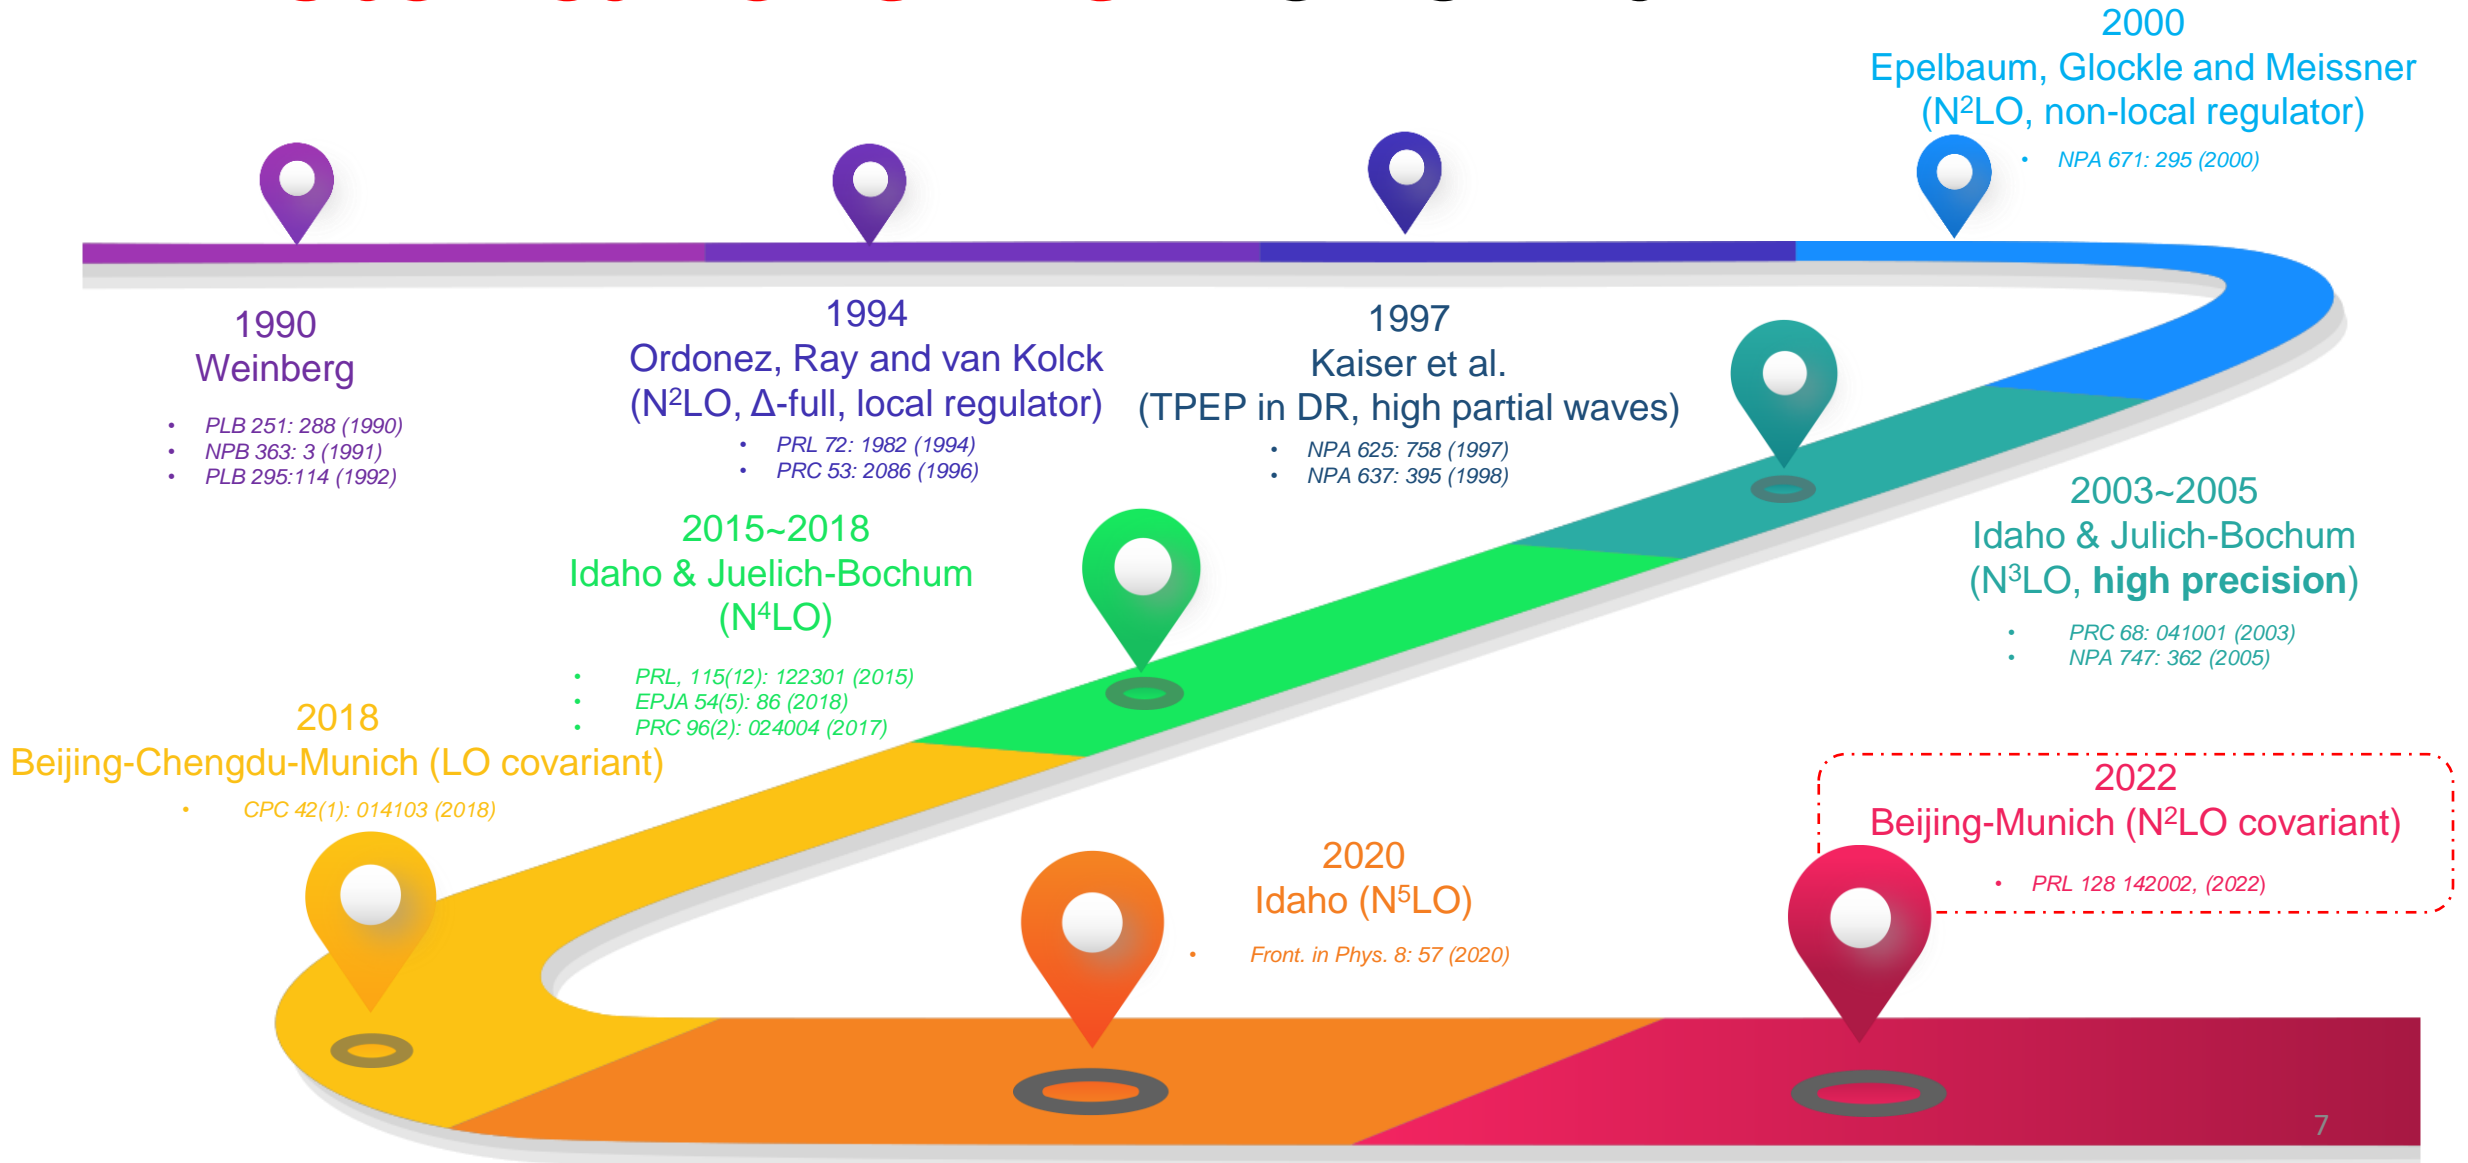 2000
Epelbaum, Glockle and Meissner
(N²LO, non-local regulator)
• NPA 671: 295 (2000)
1990
Weinberg
• PLB 251: 288 (1990)
• NPB 363: 3 (1991)
• PLB 295:114 (1992)
1994
Ordonez, Ray and van Kolck
(N²LO, Δ-full, local regulator)
• PRL 72: 1982 (1994)
• PRC 53: 2086 (1996)
1997
Kaiser et al.
(TPEP in DR, high partial waves)
• NPA 625: 758 (1997)
• NPA 637: 395 (1998)
2003~2005
Idaho & Julich-Bochum
(N³LO, high precision)
• PRC 68: 041001 (2003)
• NPA 747: 362 (2005)
2015~2018
Idaho & Juelich-Bochum
(N⁴LO)
• PRL, 115(12): 122301 (2015)
• EPJA 54(5): 86 (2018)
• PRC 96(2): 024004 (2017)
2018
Beijing-Chengdu-Munich (LO covariant)
• CPC 42(1): 014103 (2018)
2020
Idaho (N⁵LO)
• Front. in Phys. 8: 57 (2020)
2022
Beijing-Munich (N²LO covariant)
• PRL 128 142002, (2022)
7